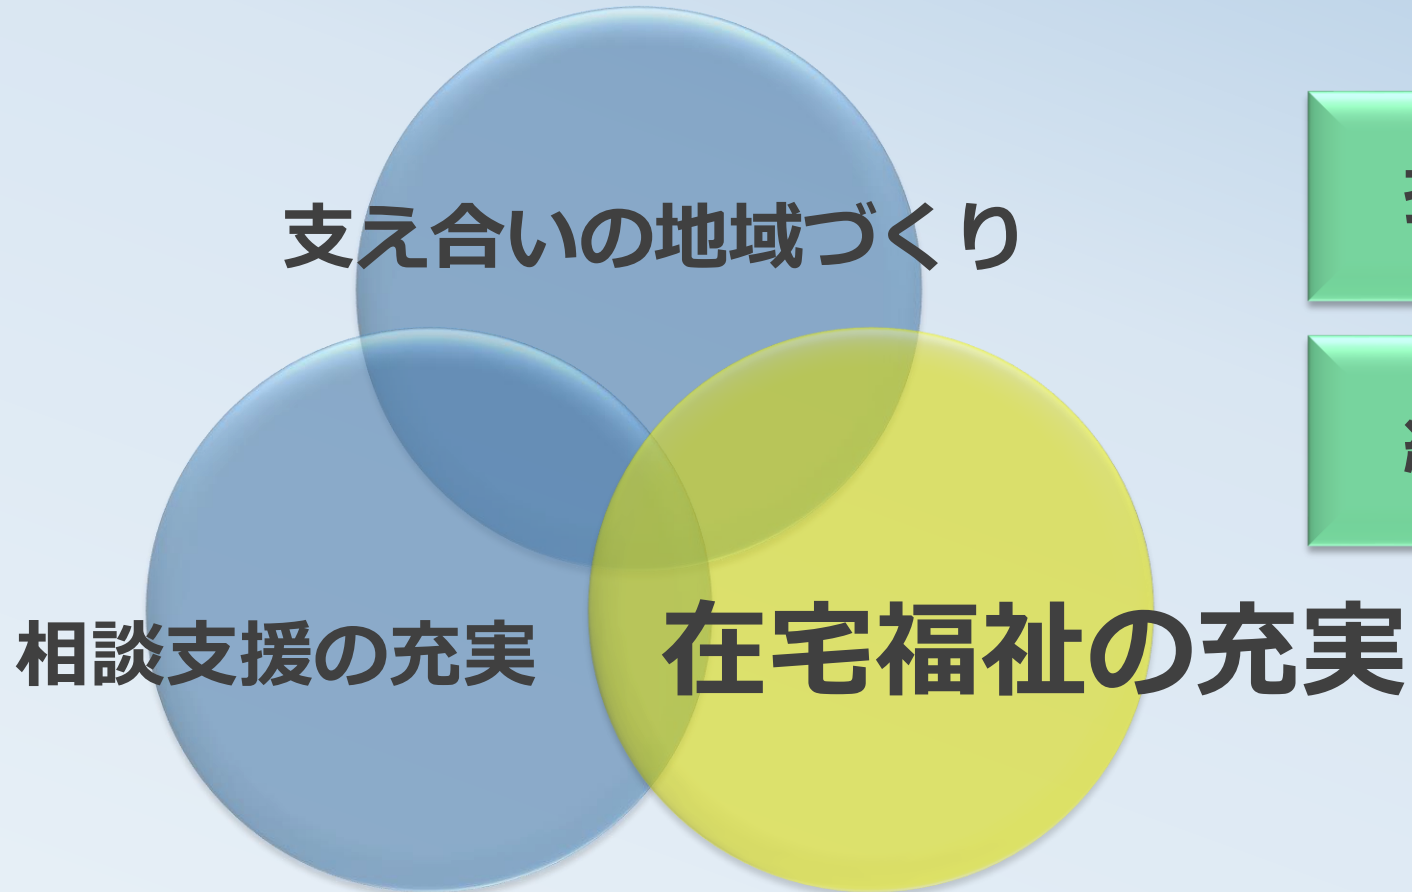 支え合いの地域づくり
相談支援の充実
在宅福祉の充実